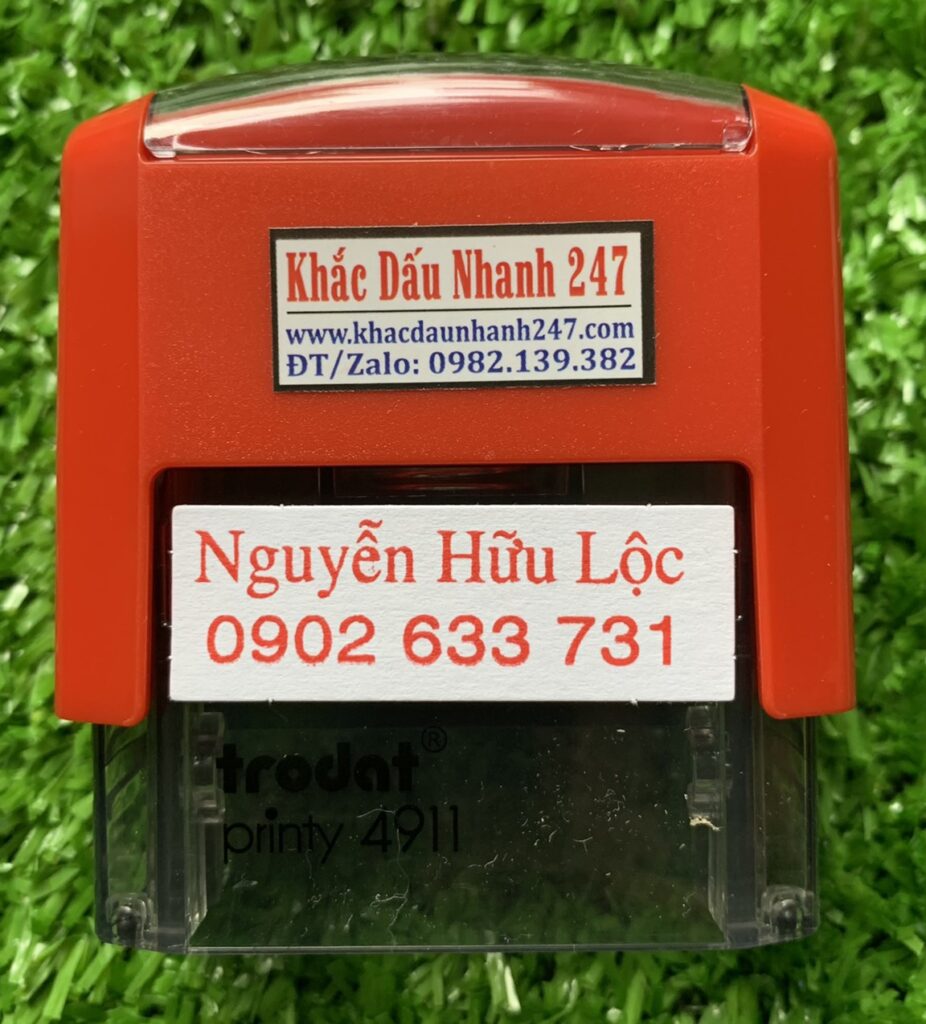 Khắc Dấu Nhanh 247
www.khacdaunhanh247.com
ĐT/Zalo: 0982.139.382
Nguyễn Hữu Lộc
0902 633 731
trodat®
printy 4911